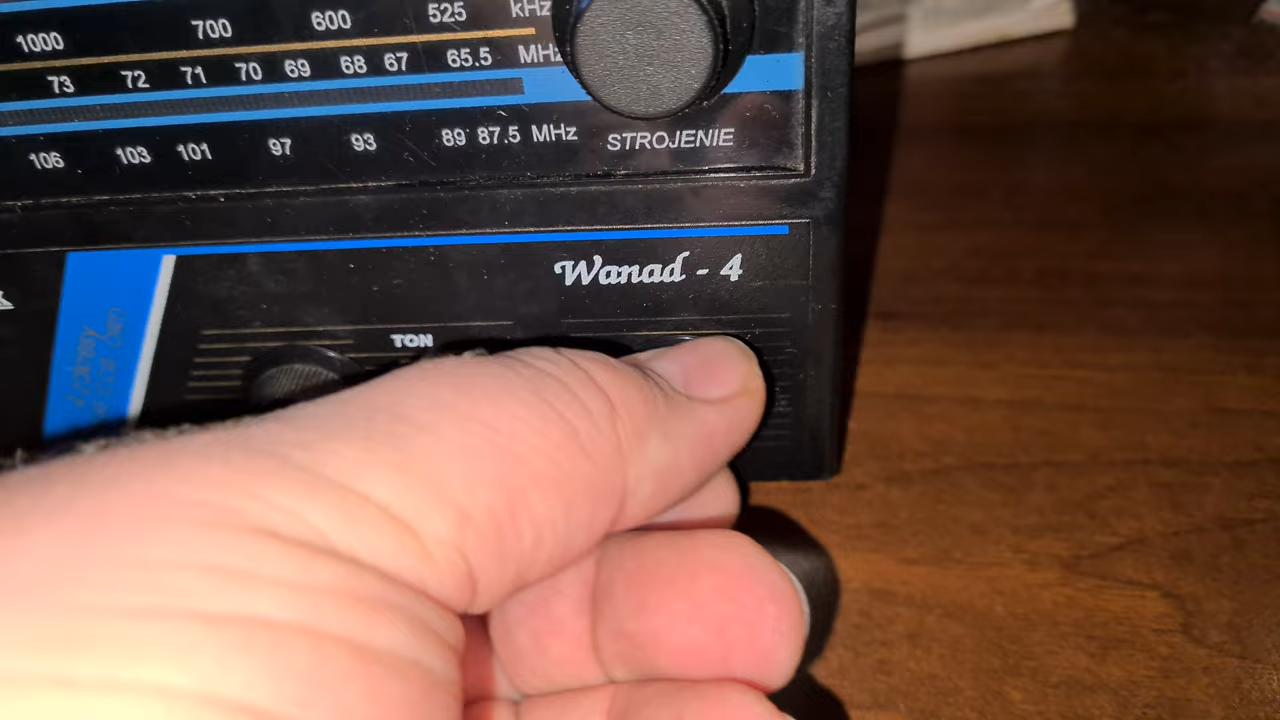 1000 700 600 525 kHz
73 72 71 70 69 68 67 65.5 MHz
106 103 101 97 93 89 87.5 MHz
STROJENIE
Wanad - 4
TON